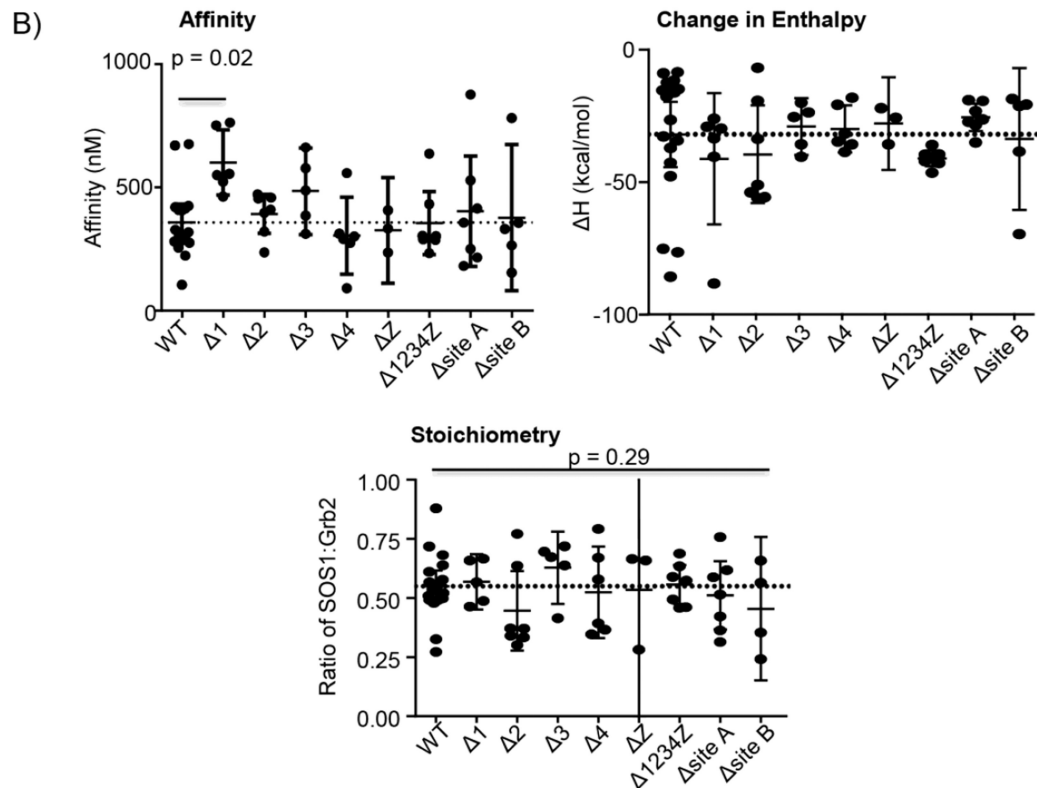 B)
Affinity
p = 0.02
1000
500
0
Affinity (nM)
WT Δ1 Δ2 Δ3 Δ4 ΔZ Δ1234Z Δsite A Δsite B
Change in Enthalpy
0
-50
-100
ΔH (kcal/mol)
WT Δ1 Δ2 Δ3 Δ4 ΔZ Δ1234Z Δsite A Δsite B
Stoichiometry
p = 0.29
1.00
0.75
0.50
0.25
0.00
Ratio of SOS1:Grb2
WT Δ1 Δ2 Δ3 Δ4 ΔZ Δ1234Z Δsite A Δsite B